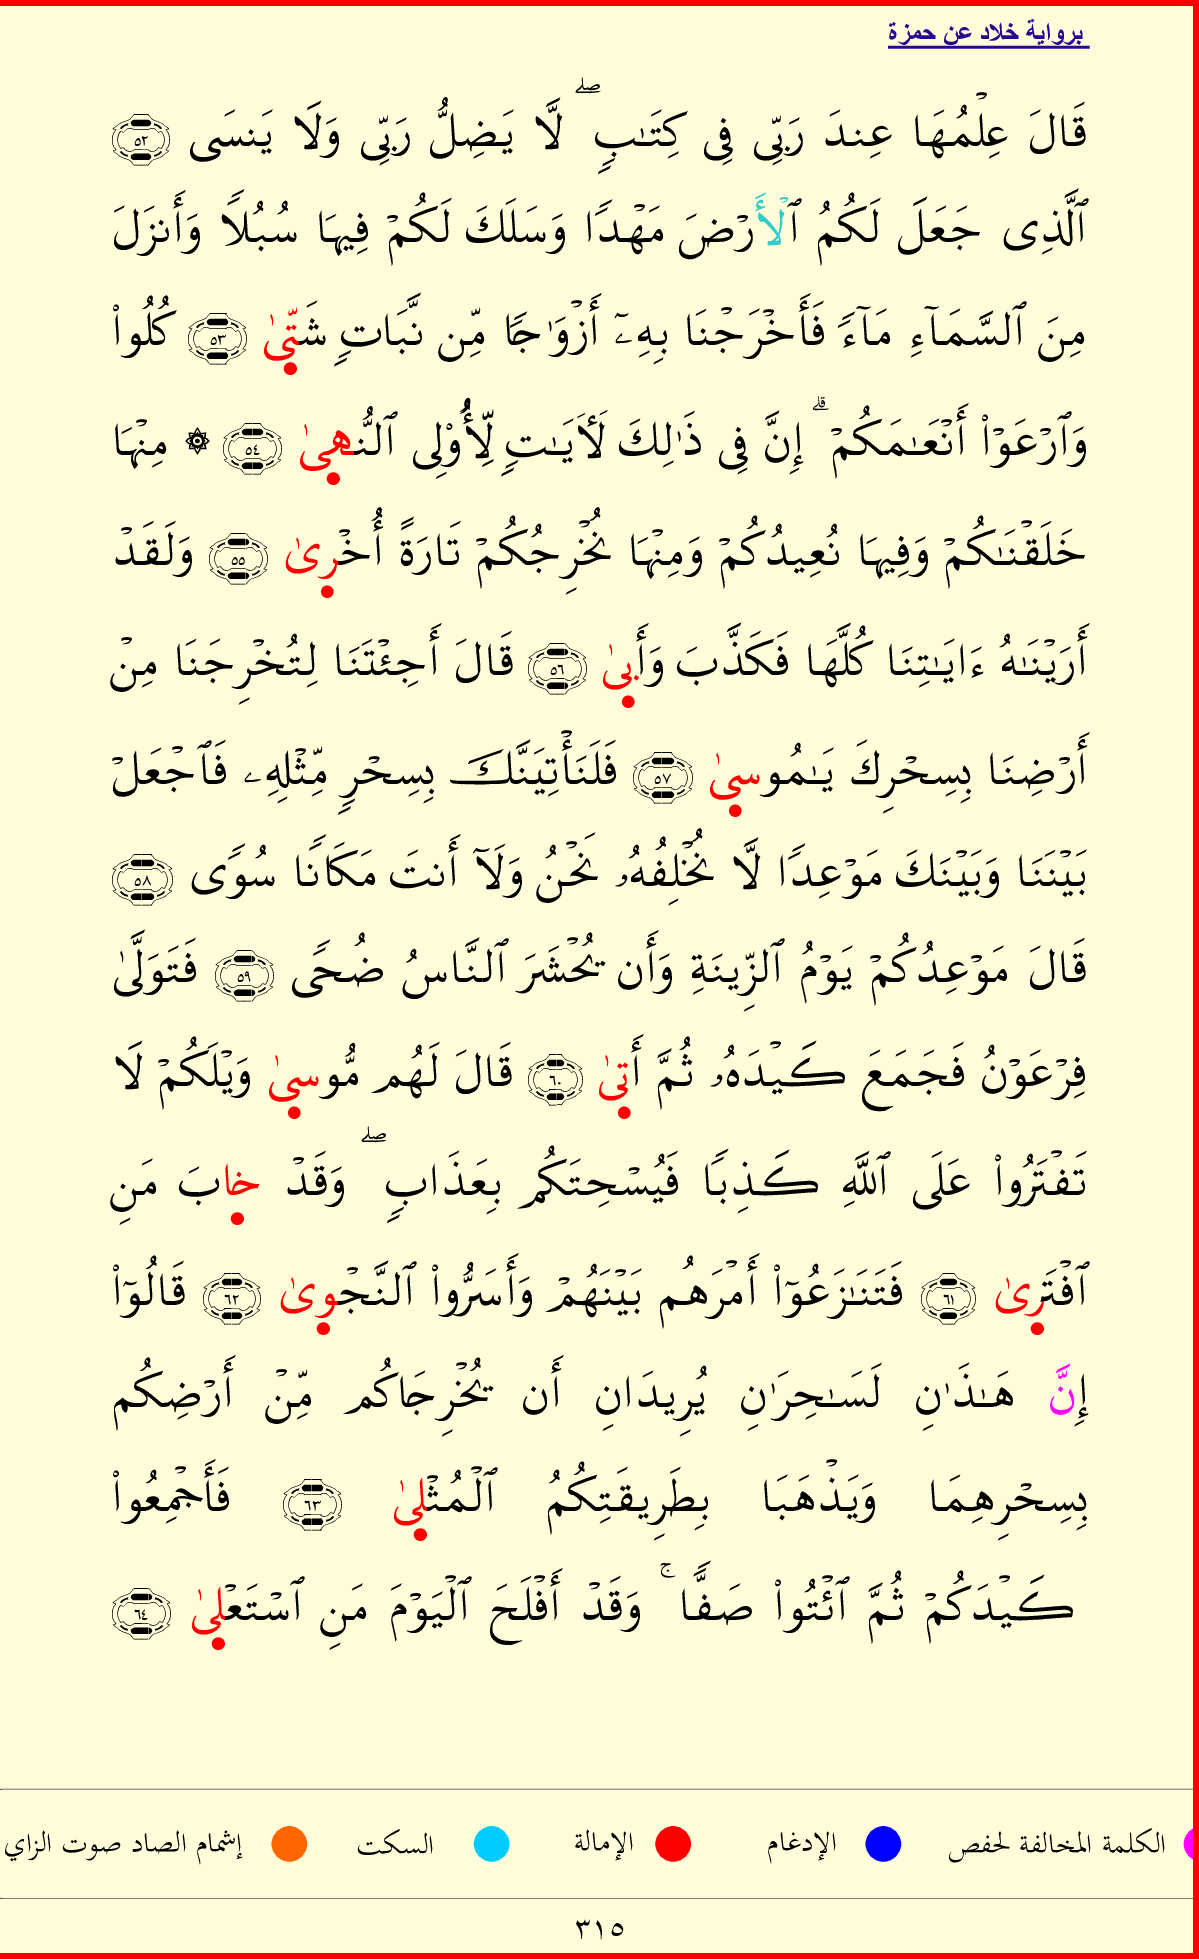 برواية خلاد عن حمزة
قَالَ عِلْمُهَا عِندَ رَبِّى فِى كِتَـٰبٍۖ لَّا يَضِلُّ رَبِّى وَلَا يَنسَى ٥٢
ٱلَّذِى جَعَلَ لَكُمُ ٱلْأَرْضَ مَهْدًا وَسَلَكَ لَكُمْ فِيهَا سُبُلًا وَأَنزَلَ
مِنَ ٱلسَّمَآءِ مَآءً فَأَخْرَجْنَا بِهِۦٓ أَزْوَٰجًا مِّن نَّبَاتٍ شَتِّىٰ ٥٣ كُلُوا۟
وَٱرْعَوْا۟ أَنْعَـٰمَكُمْۗ إِنَّ فِى ذَٰلِكَ لَأَيَـٰتٍ لِّأُو۟لِى ٱلنُّهِىٰ ٥٤ ۞ مِنْهَا
خَلَقْنَـٰكُمْ وَفِيهَا نُعِيدُكُمْ وَمِنْهَا نُخْرِجُكُمْ تَارَةً أُخْرِىٰ ٥٥ وَلَقَدْ
أَرَيْنَـٰهُ ءَايَـٰتِنَا كُلَّهَا فَكَذَّبَ وَأَبِىٰ ٥٦ قَالَ أَجِئْتَنَا لِتُخْرِجَنَا مِنْ
أَرْضِنَا بِسِحْرِكَ يَـٰمُوسِىٰ ٥٧ فَلَنَأْتِيَنَّكَ بِسِحْرٍ مِّثْلِهِۦ فَٱجْعَلْ
بَيْنَنَا وَبَيْنَكَ مَوْعِدًا لَّا نُخْلِفُهُۥ نَحْنُ وَلَآ أَنتَ مَكَانًا سُوًى ٥٨
قَالَ مَوْعِدُكُمْ يَوْمُ ٱلزِّينَةِ وَأَن يُحْشَرَ ٱلنَّاسُ ضُحًى ٥٩ فَتَوَلَّىٰ
فِرْعَوْنُ فَجَمَعَ كَيْدَهُۥ ثُمَّ أَتِىٰ ٦٠ قَالَ لَهُم مُّوسِىٰ وَيْلَكُمْ لَا
تَفْتَرُوا۟ عَلَى ٱللَّهِ كَذِبًا فَيُسْحِتَكُم بِعَذَابٍۖ وَقَدْ خابَ مَنِ
ٱفْتَرِىٰ ٦١ فَتَنَـٰزَعُوٓا۟ أَمْرَهُم بَيْنَهُمْ وَأَسَرُّوا۟ ٱلنَّجْوِىٰ ٦٢ قَالُوٓا۟
إِنَّ هَـٰذَٰنِ لَسَـٰحِرَٰنِ يُرِيدَانِ أَن يُخْرِجَاكُم مِّنْ أَرْضِكُم
بِسِحْرِهِمَا وَيَذْهَبَا بِطَرِيقَتِكُمُ ٱلْمُثْلِىٰ ٦٣ فَأَجْمِعُوا۟
كَيْدَكُمْ ثُمَّ ٱئْتُوا۟ صَفًّاۚ وَقَدْ أَفْلَحَ ٱلْيَوْمَ مَنِ ٱسْتَعْلِىٰ ٦٤
الكلمة المخالفة لحفص الإدغام الإمالة السكت إشمام الصاد صوت الزاي
٣١٥